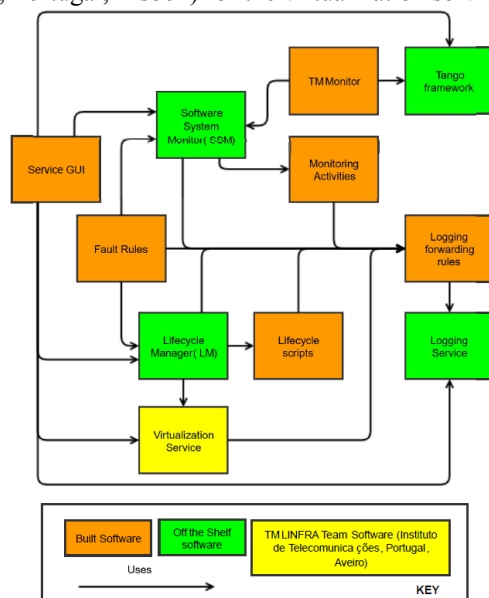 TM Monitor
Tango
framework
Software
System
Monitor( SSM)
Service GUI
Monitoring
Activities
Fault Rules
Logging
forwarding
rules
Lifecycle
Manager( LM)
Lifecycle
scripts
Logging
Service
Virtualization
Service
Built Software
Off the Shelf
software
TM LINFRA Team Software (Instituto
de Telecomunica ções, Portugal,
Aveiro)
Uses
KEY